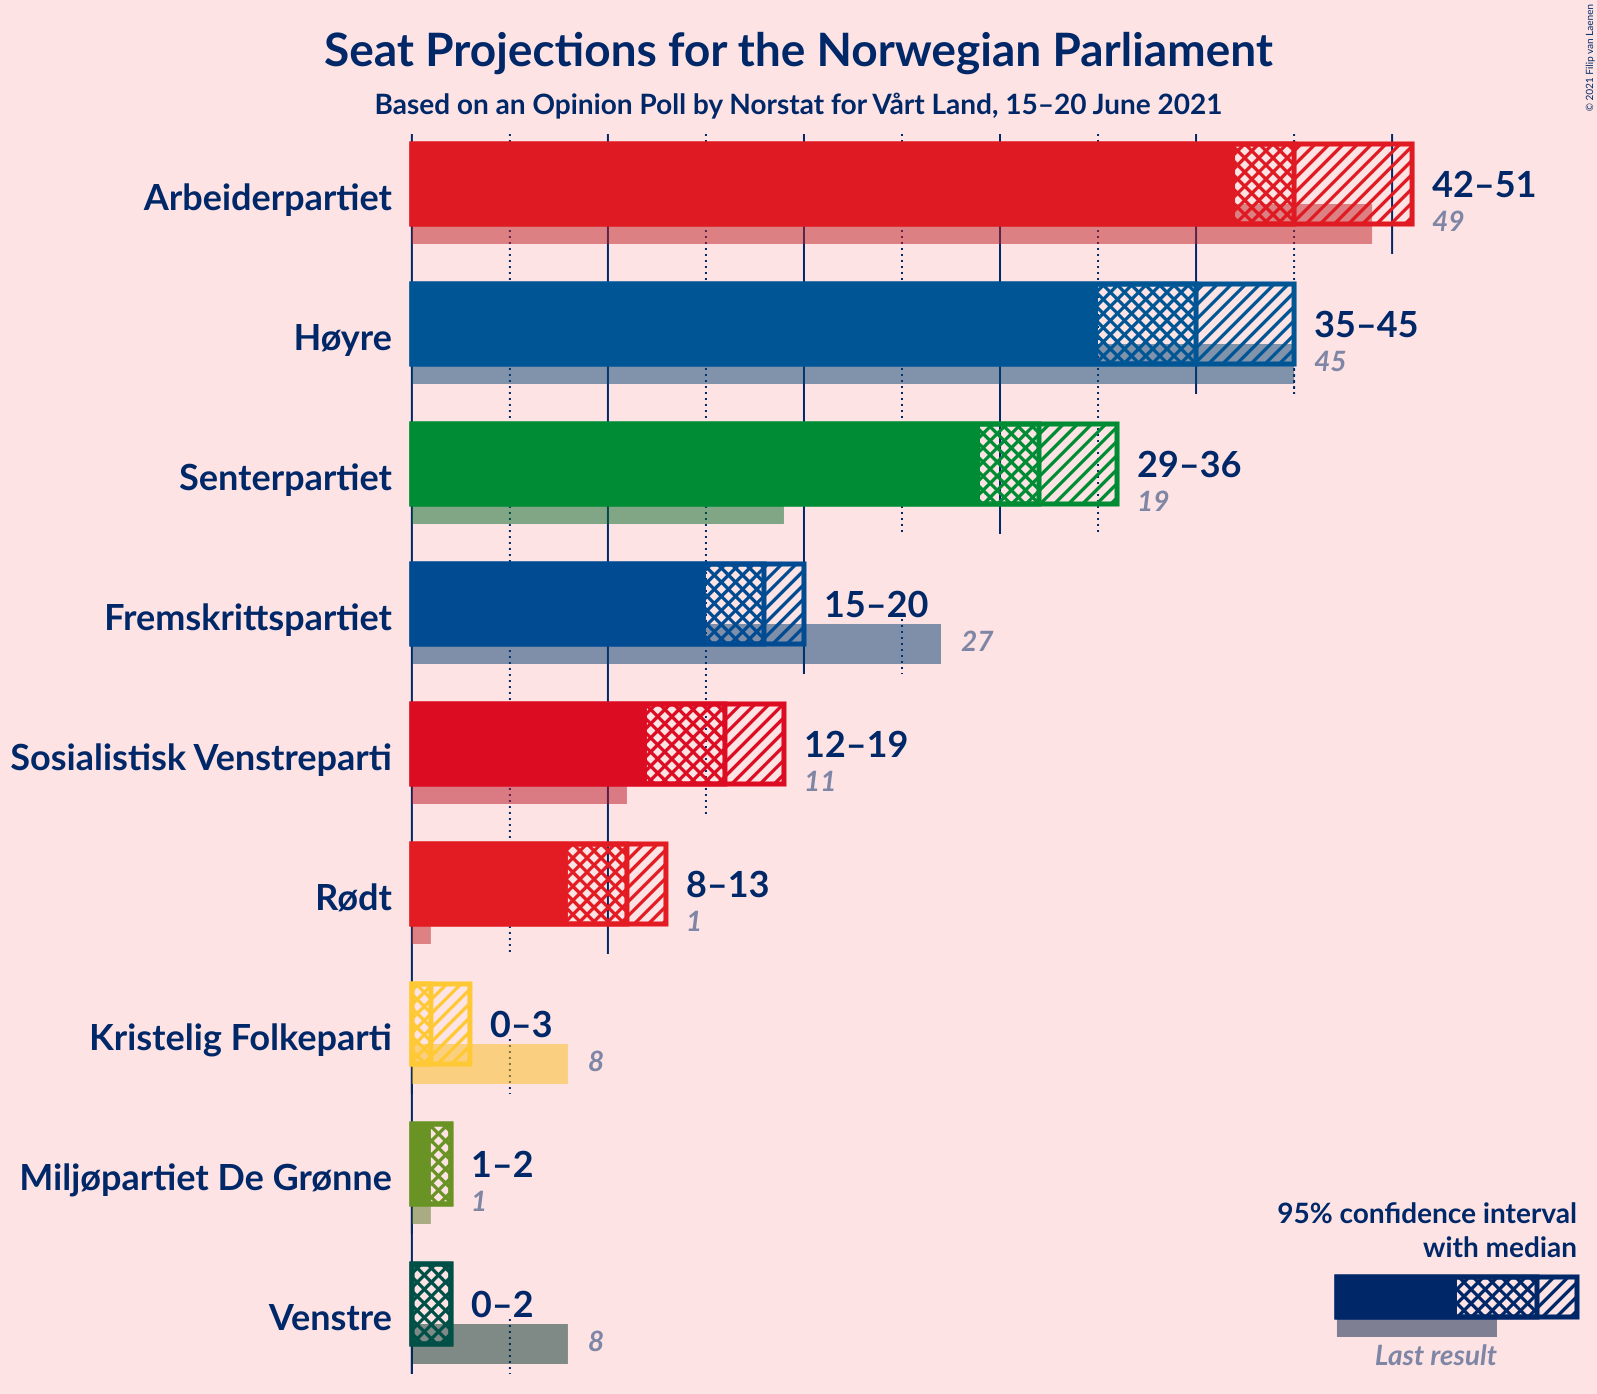 Seat Projections for the Norwegian Parliament
Based on an Opinion Poll by Norstat for Vårt Land, 15–20 June 2021
© 2021 Filip van Laenen
Arbeiderpartiet
42–51
49
Høyre
35–45
45
Senterpartiet
29–36
19
Fremskrittspartiet
15–20
27
Sosialistisk Venstreparti
12–19
11
Rødt
8–13
1
Kristelig Folkeparti
0–3
8
Miljøpartiet De Grønne
1–2
1
Venstre
0–2
8
95% confidence interval
with median
Last result